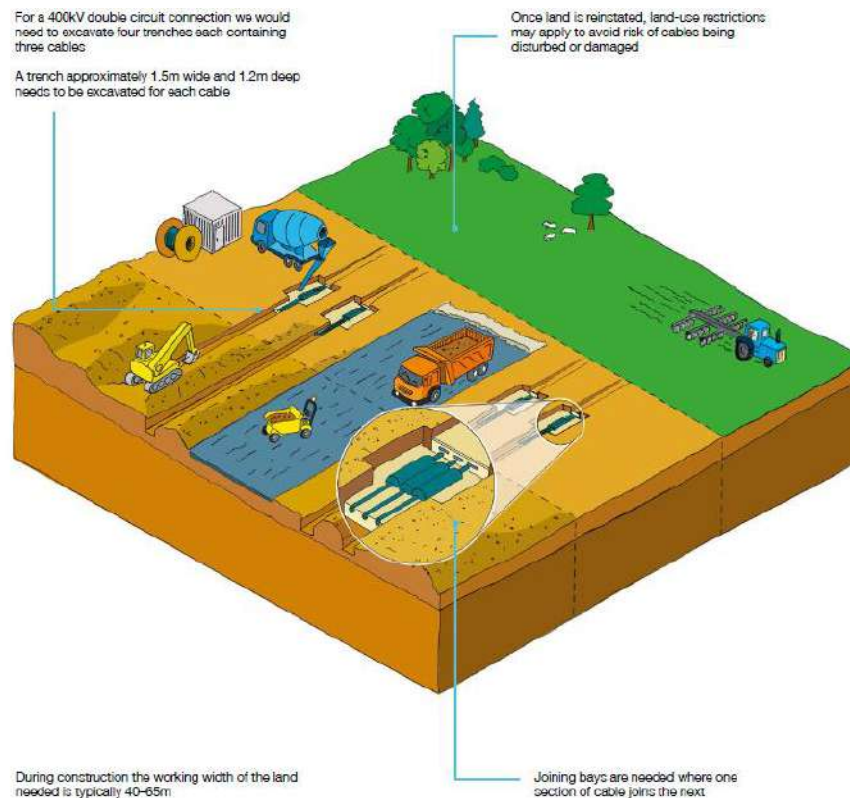 For a 400kV double circuit connection we would
need to excavate four trenches each containing
three cables
A trench approximately 1.5m wide and 1.2m deep
needs to be excavated for each cable
Once land is reinstated, land-use restrictions
may apply to avoid risk of cables being
disturbed or damaged
During construction the working width of the land
needed is typically 40–65m
Joining bays are needed where one
section of cable joins the next